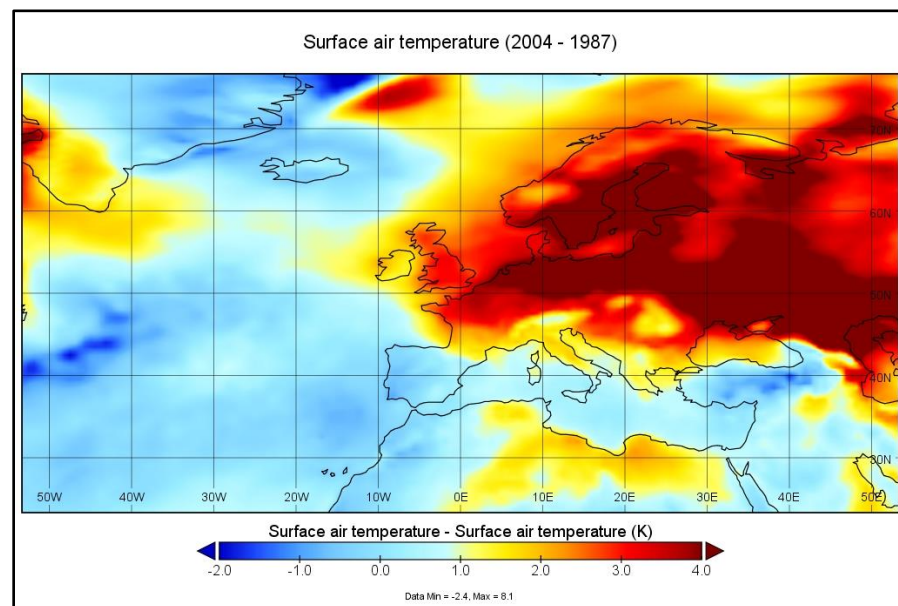 Surface air temperature (2004 - 1987)
70N
60N
50N
40N
30N
50W 40W 30W 20W 10W 0E 10E 20E 30E 40E 50E
Surface air temperature - Surface air temperature (K)
-2.0 -1.0 0.0 1.0 2.0 3.0 4.0
Data Min = -2.4, Max = 8.1